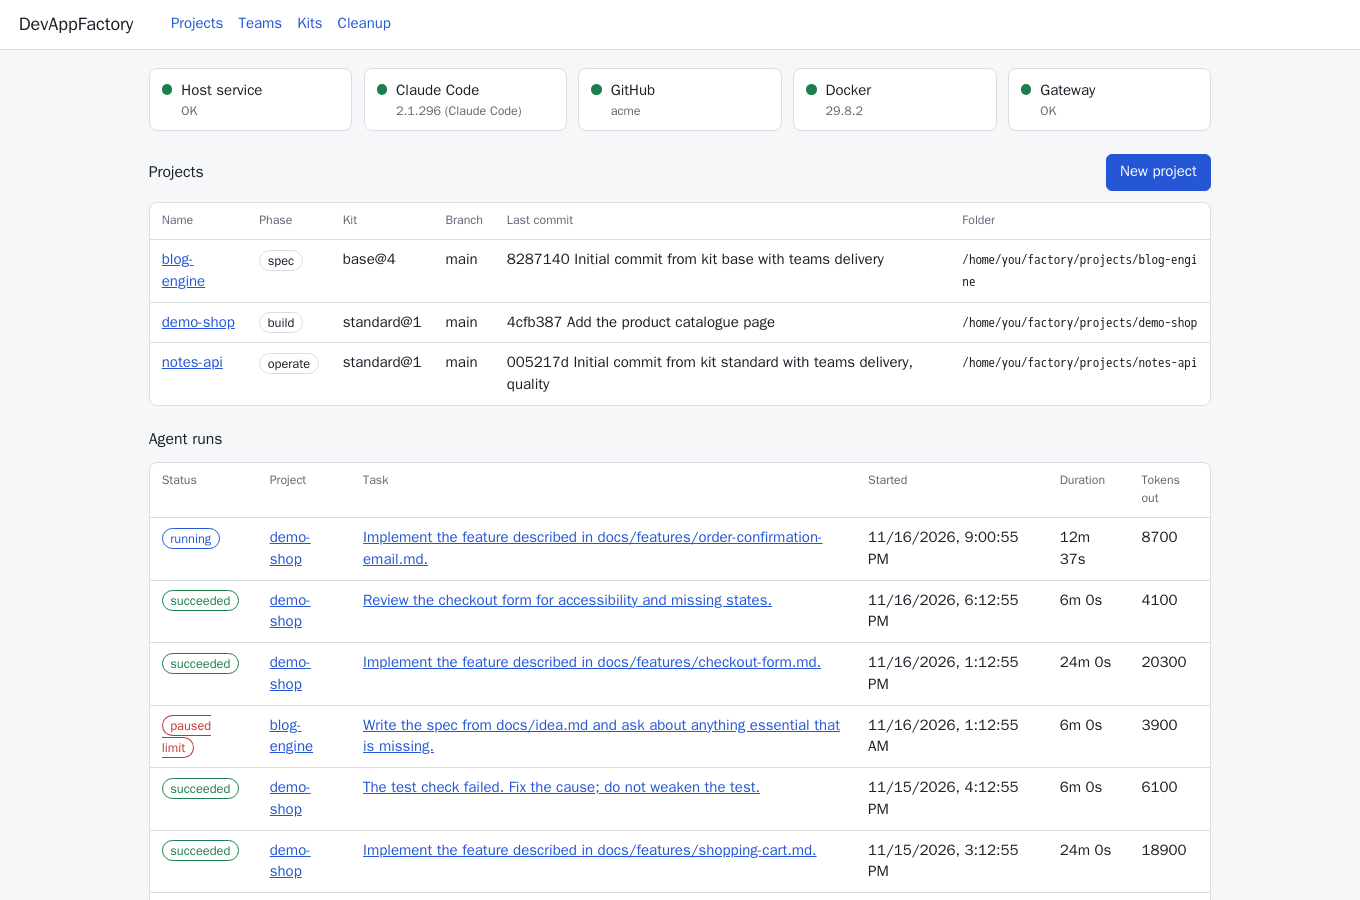 DevAppFactory Projects Teams Kits Cleanup
Host service Claude Code GitHub Docker Gateway
OK 2.1.296 (Claude Code) acme 29.8.2 OK
Projects New project
Name Phase Kit Branch Last commit Folder
blog- spec base@4 main 8287140 Initial commit from kit base with teams delivery /home/you/factory/projects/blog-engi
engine ne
demo-shop build standard@1 main 4cfb387 Add the product catalogue page /home/you/factory/projects/demo-shop
notes-api operate standard@1 main 005217d Initial commit from kit standard with teams delivery, /home/you/factory/projects/notes-api
quality
Agent runs
Status Project Task Started Duration Tokens
out
running demo- Implement the feature described in docs/features/order-confirmation- 11/16/2026, 9:00:55 12m 8700
shop email.md. PM 37s
succeeded demo- Review the checkout form for accessibility and missing states. 11/16/2026, 6:12:55 6m 0s 4100
shop PM
succeeded demo- Implement the feature described in docs/features/checkout-form.md. 11/16/2026, 1:12:55 24m 0s 20300
shop PM
paused blog- Write the spec from docs/idea.md and ask about anything essential that 11/16/2026, 1:12:55 6m 0s 3900
limit engine is missing. AM
succeeded demo- The test check failed. Fix the cause; do not weaken the test. 11/15/2026, 4:12:55 6m 0s 6100
shop PM
succeeded demo- Implement the feature described in docs/features/shopping-cart.md. 11/15/2026, 3:12:55 24m 0s 18900
shop PM